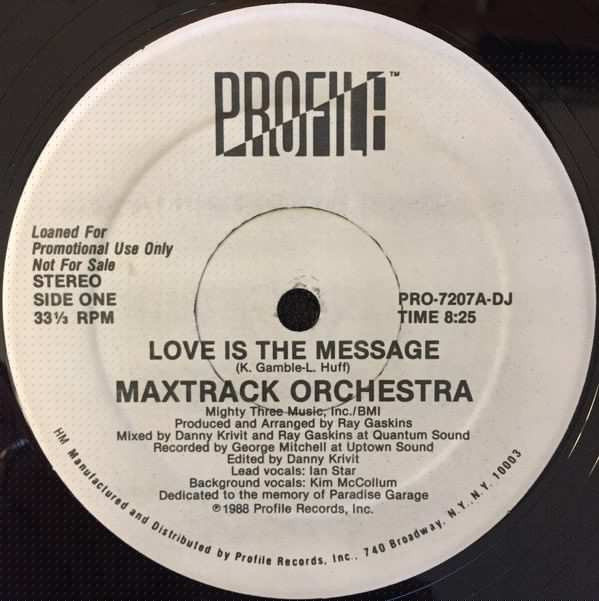 PROFILE™
Loaned For
Promotional Use Only
Not For Sale
STEREO
SIDE ONE
33⅓ RPM
PRO-7207A-DJ
TIME 8:25
LOVE IS THE MESSAGE
(K. Gamble-L. Huff)
MAXTRACK ORCHESTRA
Mighty Three Music, Inc./BMI
Produced and Arranged by Ray Gaskins
Mixed by Danny Krivit and Ray Gaskins at Quantum Sound
Recorded by George Mitchell at Uptown Sound
Edited by Danny Krivit
Lead vocals: Ian Star
Background vocals: Kim McCollum
Dedicated to the memory of Paradise Garage
℗1988 Profile Records, Inc.
HM Manufactured and Distributed by Profile Records, Inc., 740 Broadway, N.Y., N.Y. 10003